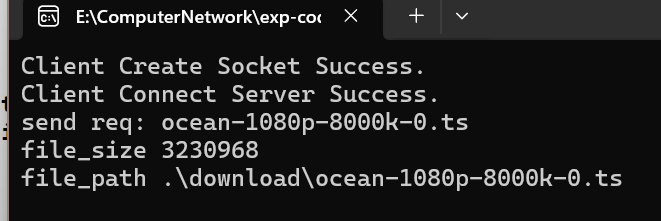 E:\ComputerNetwork\exp-cod
Client Create Socket Success.
Client Connect Server Success.
send req: ocean-1080p-8000k-0.ts
file_size 3230968
file_path .\download\ocean-1080p-8000k-0.ts